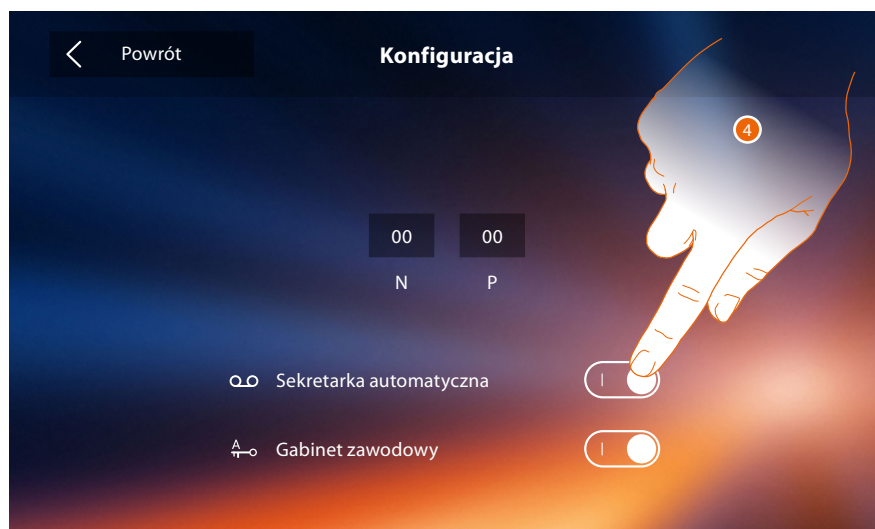 Powrót
Konfiguracja
4
00 00
N P
Sekretarka automatyczna
A
Gabinet zawodowy